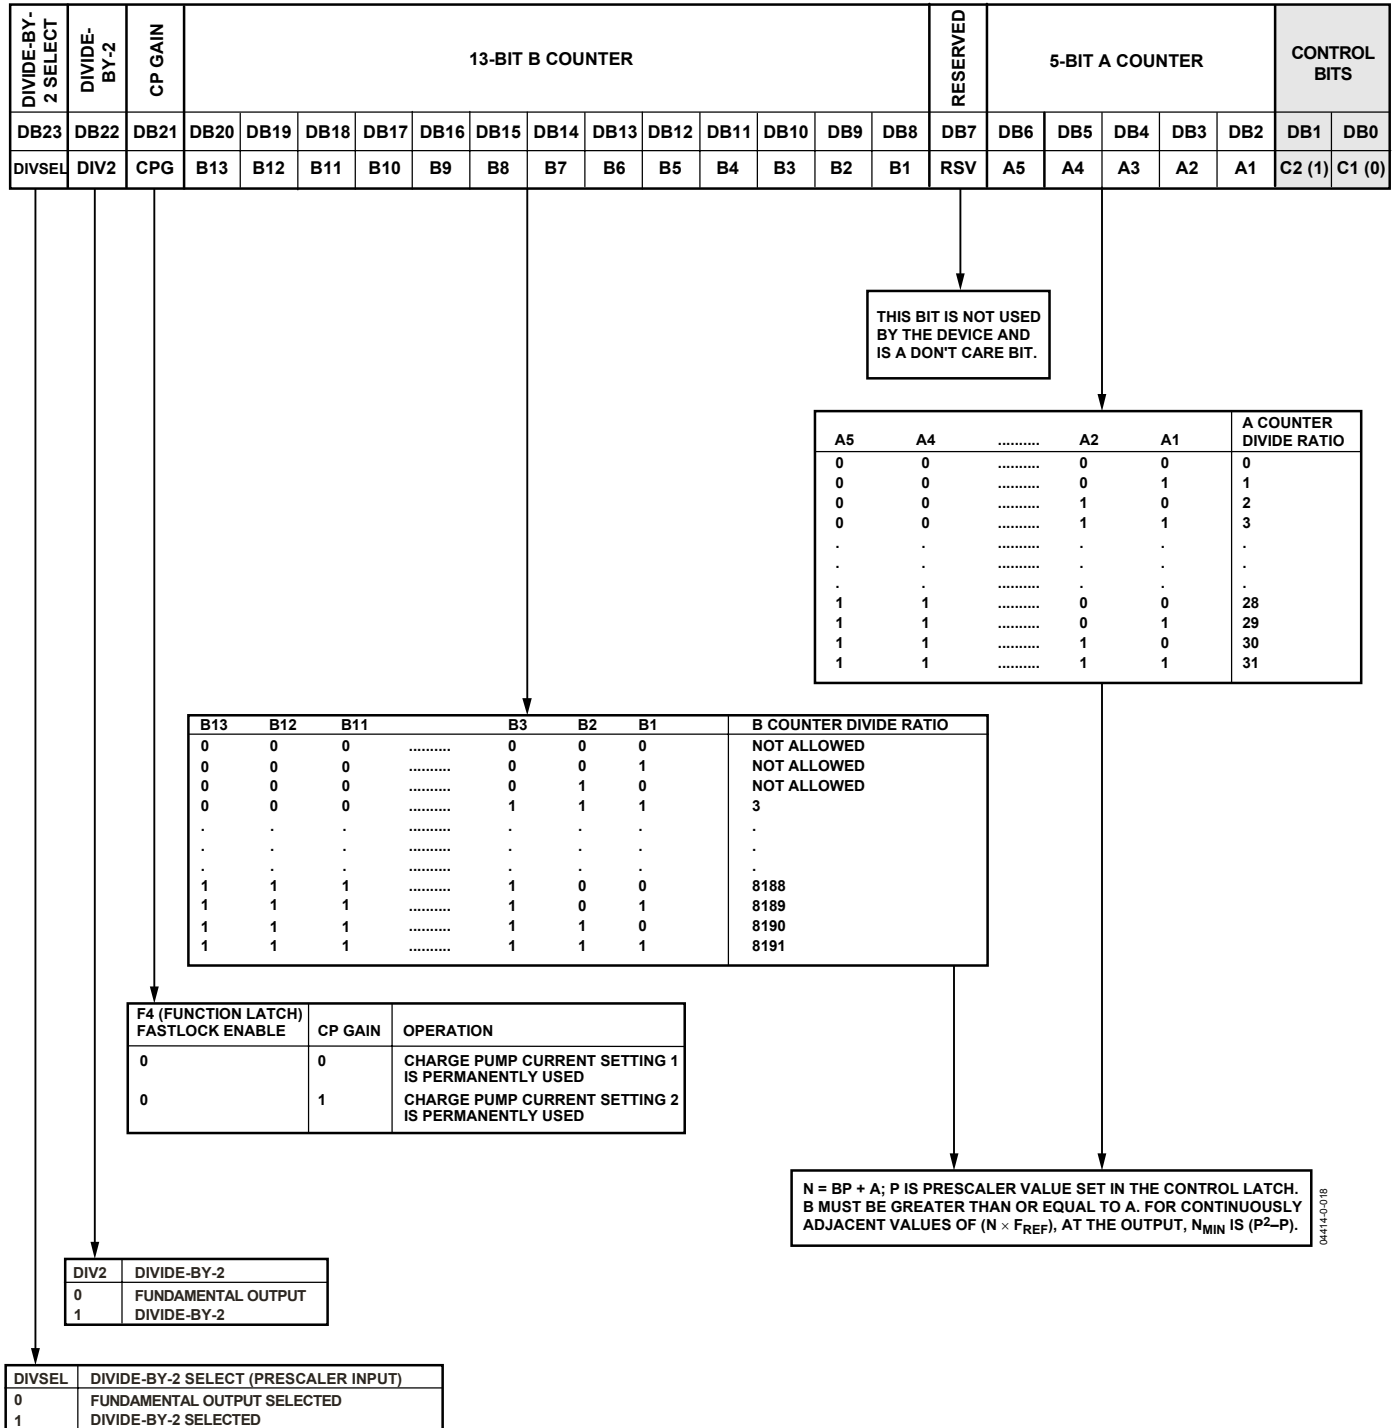 DIVIDE-BY-
2 SELECT
DIVIDE-
BY-2
CP GAIN
13-BIT B COUNTER
RESERVED
5-BIT A COUNTER
CONTROL
BITS
DB23 DB22 DB21 DB20 DB19 DB18 DB17 DB16 DB15 DB14 DB13 DB12 DB11 DB10 DB9 DB8 DB7 DB6 DB5 DB4 DB3 DB2 DB1 DB0
DIVSEL DIV2 CPG B13 B12 B11 B10 B9 B8 B7 B6 B5 B4 B3 B2 B1 RSV A5 A4 A3 A2 A1 C2 (1) C1 (0)
THIS BIT IS NOT USED
BY THE DEVICE AND
IS A DON'T CARE BIT.
A5 A4 .......... A2 A1 A COUNTER
DIVIDE RATIO
0 0 .......... 0 0 0
0 0 .......... 0 1 1
0 0 .......... 1 0 2
0 0 .......... 1 1 3
. . .......... . . .
. . .......... . . .
. . .......... . . .
1 1 .......... 0 0 28
1 1 .......... 0 1 29
1 1 .......... 1 0 30
1 1 .......... 1 1 31
B13 B12 B11 B3 B2 B1 B COUNTER DIVIDE RATIO
0 0 0 .......... 0 0 0 NOT ALLOWED
0 0 0 .......... 0 0 1 NOT ALLOWED
0 0 0 .......... 0 1 0 NOT ALLOWED
0 0 0 .......... 1 1 1 3
. . . .......... . . . .
. . . .......... . . . .
. . . .......... . . . .
1 1 1 .......... 1 0 0 8188
1 1 1 .......... 1 0 1 8189
1 1 1 .......... 1 1 0 8190
1 1 1 .......... 1 1 1 8191
F4 (FUNCTION LATCH)
FASTLOCK ENABLE CP GAIN OPERATION
0 0 CHARGE PUMP CURRENT SETTING 1
IS PERMANENTLY USED
0 1 CHARGE PUMP CURRENT SETTING 2
IS PERMANENTLY USED
N = BP + A; P IS PRESCALER VALUE SET IN THE CONTROL LATCH.
B MUST BE GREATER THAN OR EQUAL TO A. FOR CONTINUOUSLY
ADJACENT VALUES OF (N × FREF), AT THE OUTPUT, NMIN IS (P2–P).
04414-0-018
DIV2 DIVIDE-BY-2
0 FUNDAMENTAL OUTPUT
1 DIVIDE-BY-2
DIVSEL DIVIDE-BY-2 SELECT (PRESCALER INPUT)
0 FUNDAMENTAL OUTPUT SELECTED
1 DIVIDE-BY-2 SELECTED